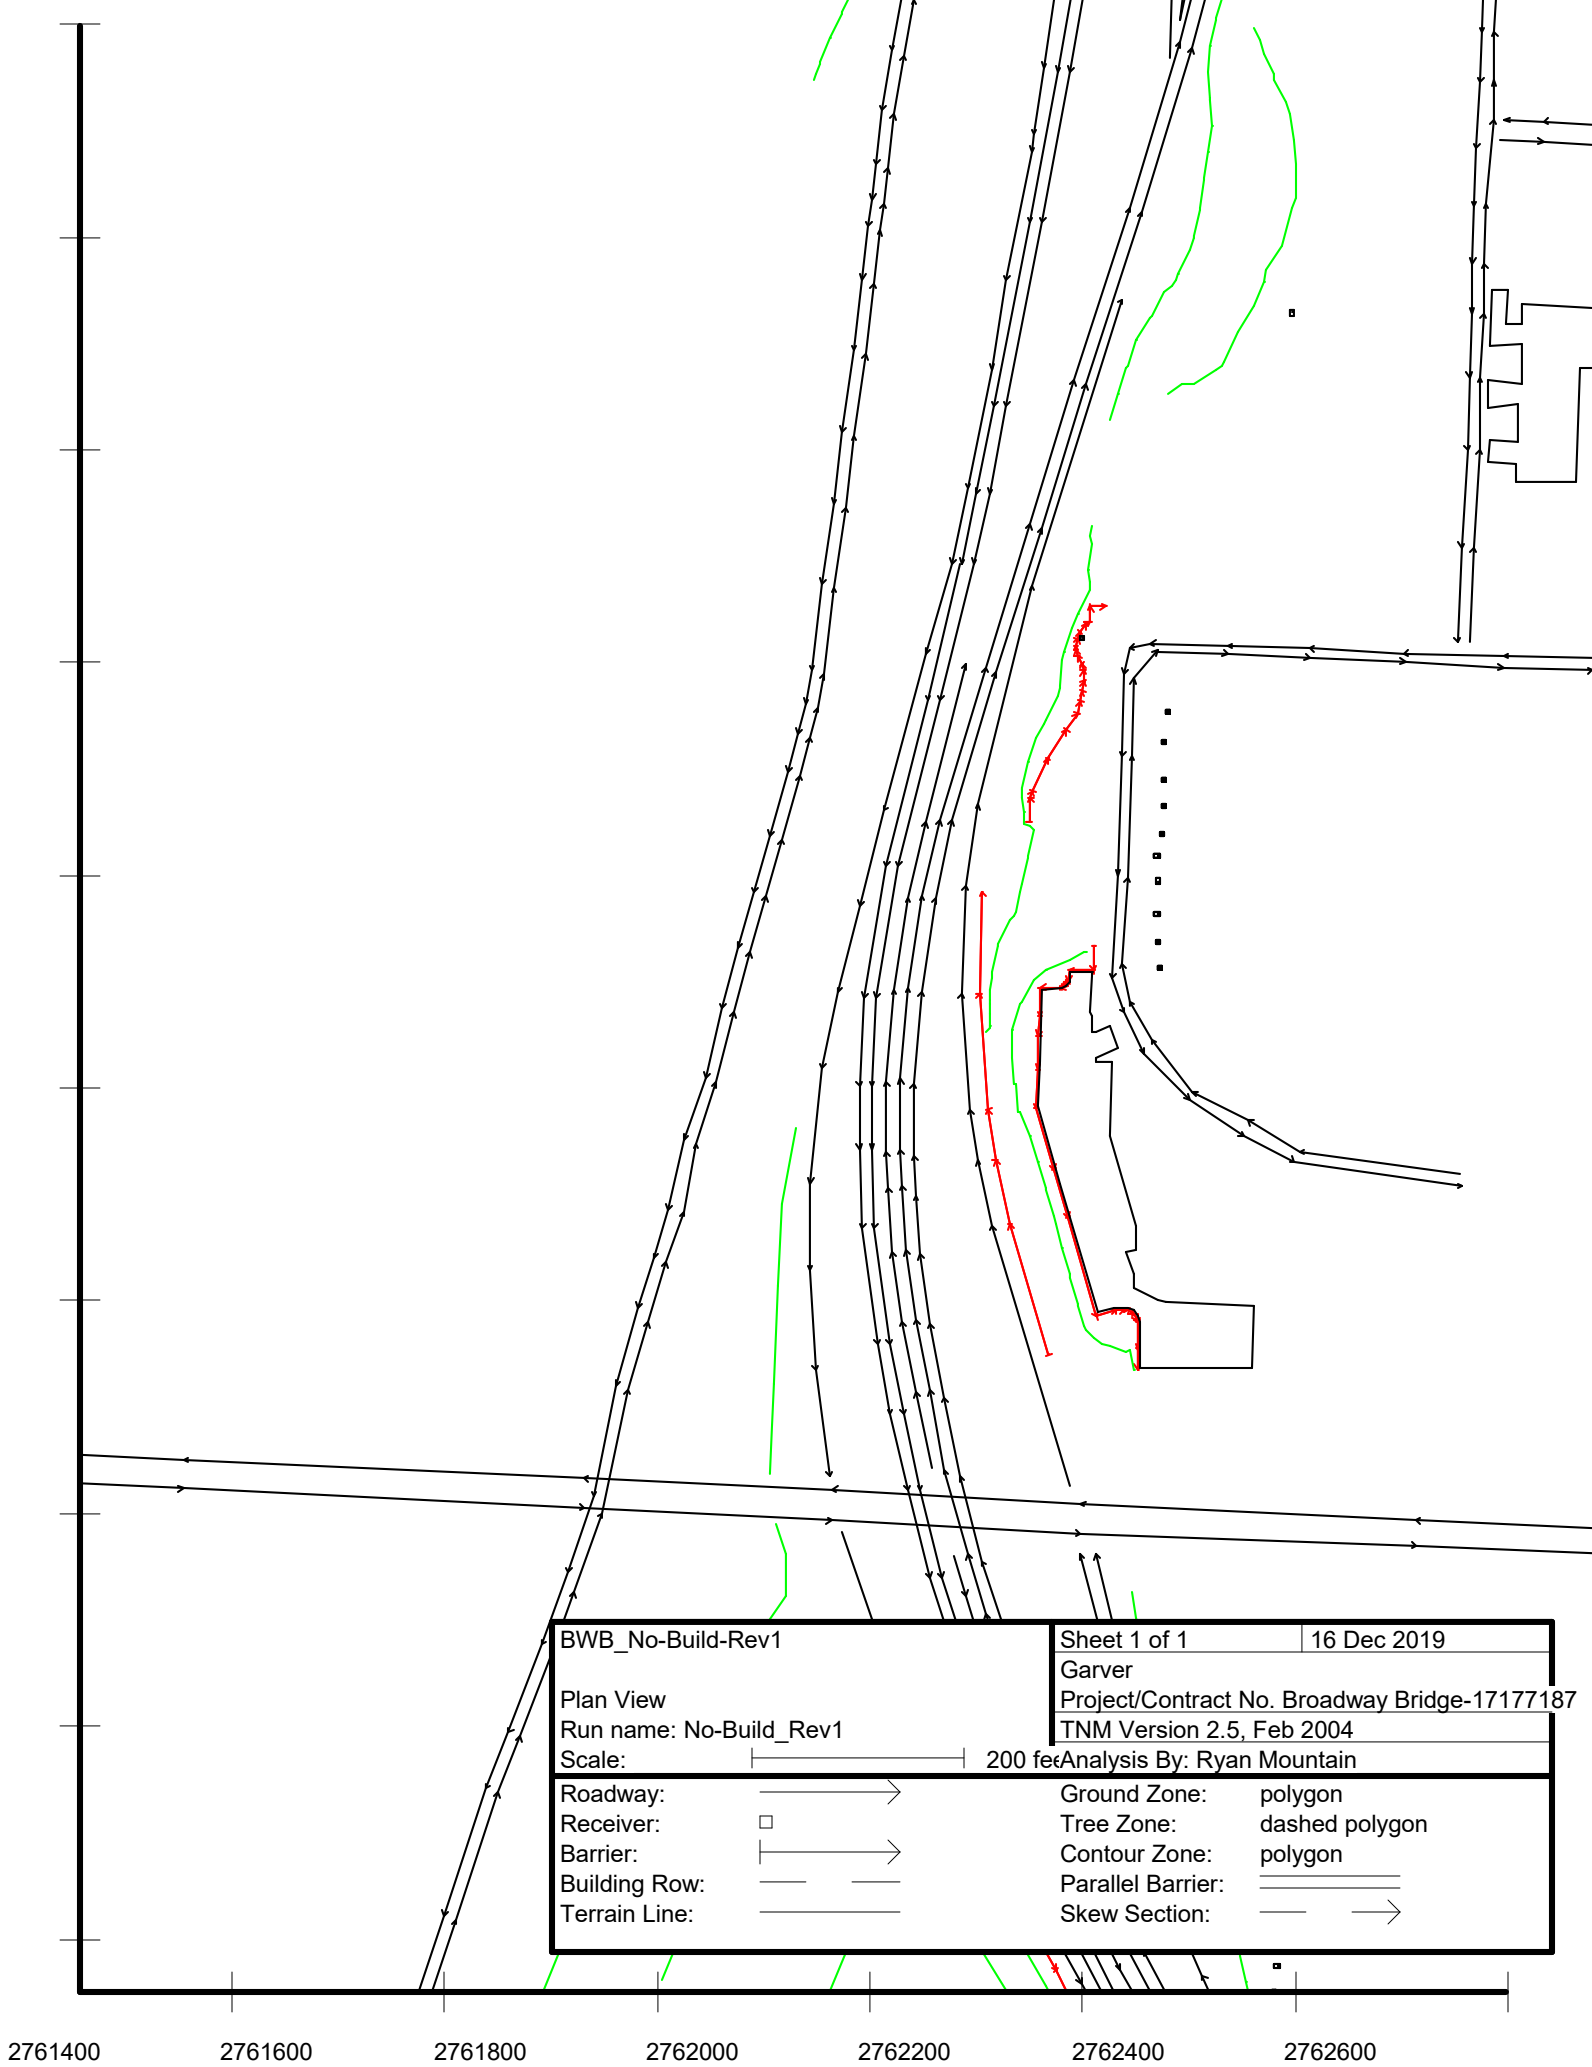 BWB_No-Build-Rev1
Sheet 1 of 1 16 Dec 2019
Garver
Plan View
Project/Contract No. Broadway Bridge-17177187
Run name: No-Build_Rev1
TNM Version 2.5, Feb 2004
Scale: 200 fee
Analysis By: Ryan Mountain
Roadway:
Ground Zone: polygon
Receiver:
Tree Zone: dashed polygon
Barrier:
Contour Zone: polygon
Building Row:
Parallel Barrier:
Terrain Line:
Skew Section:
2761400 2761600 2761800 2762000 2762200 2762400 2762600